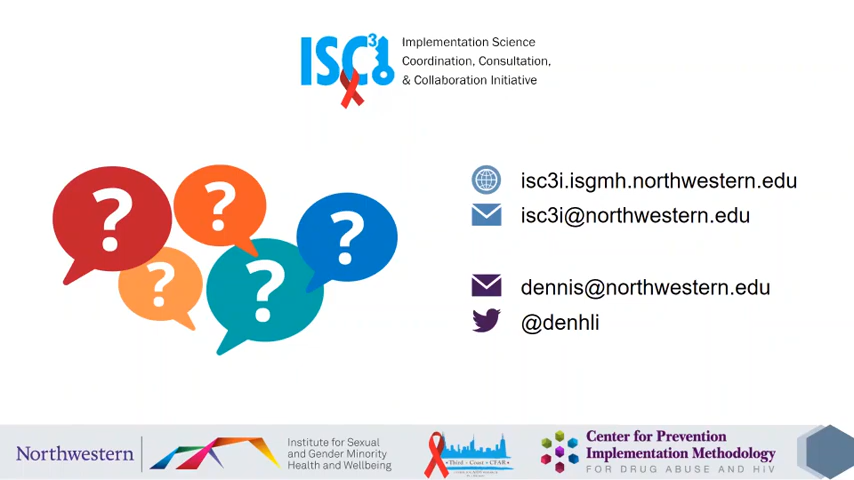 ISC3I
Implementation Science
Coordination, Consultation,
& Collaboration Initiative
?
?
?
?
?
isc3i.isgmh.northwestern.edu
isc3i@northwestern.edu
dennis@northwestern.edu
@denhli
Northwestern
Institute for Sexual
and Gender Minority
Health and Wellbeing
Third Coast CFAR
Center for Prevention
Implementation Methodology
FOR DRUG ABUSE AND HIV